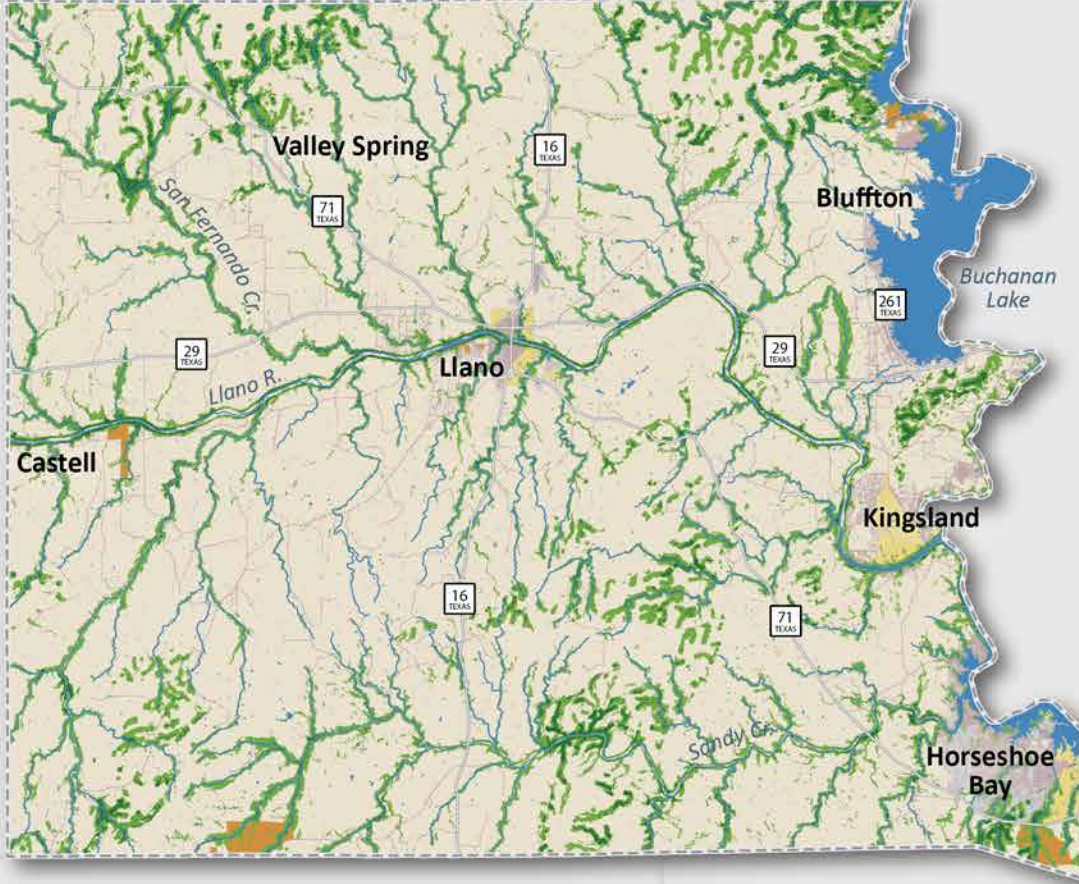 Valley Spring
16
TEXAS
San Fernando Cr.
71
TEXAS
Bluffton
Buchanan
Lake
261
TEXAS
29
TEXAS
29
TEXAS
Llano
Llano R.
Castell
Kingsland
16
TEXAS
71
TEXAS
Sandy Cr.
Horseshoe
Bay